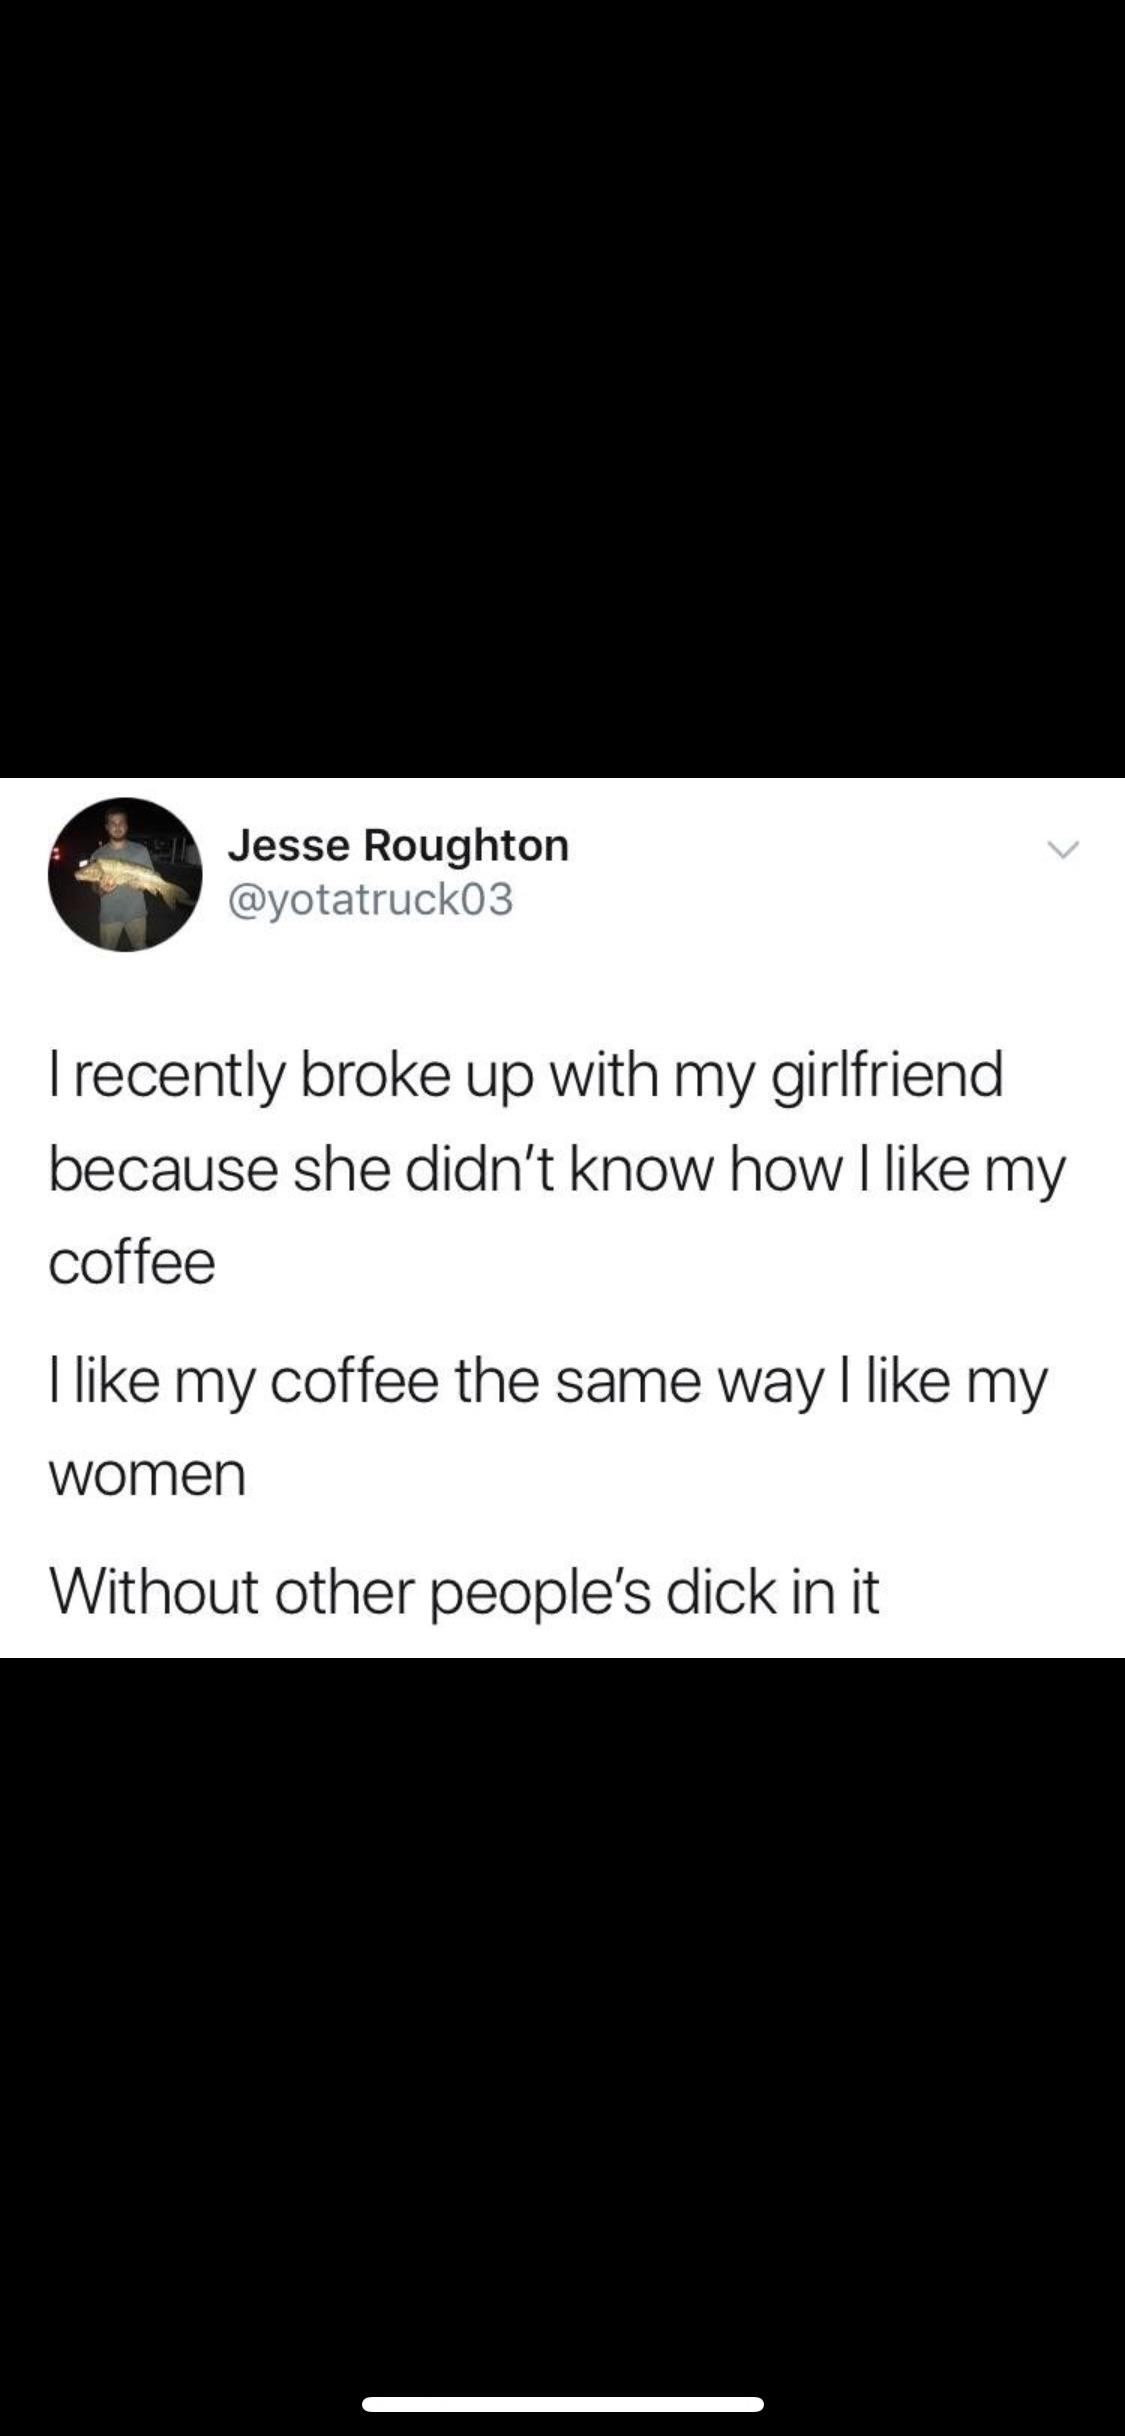 Jesse Roughton
@yotatruck03
I recently broke up with my girlfriend
because she didn’t know how I like my
coffee
I like my coffee the same way I like my
women
Without other people’s dick in it